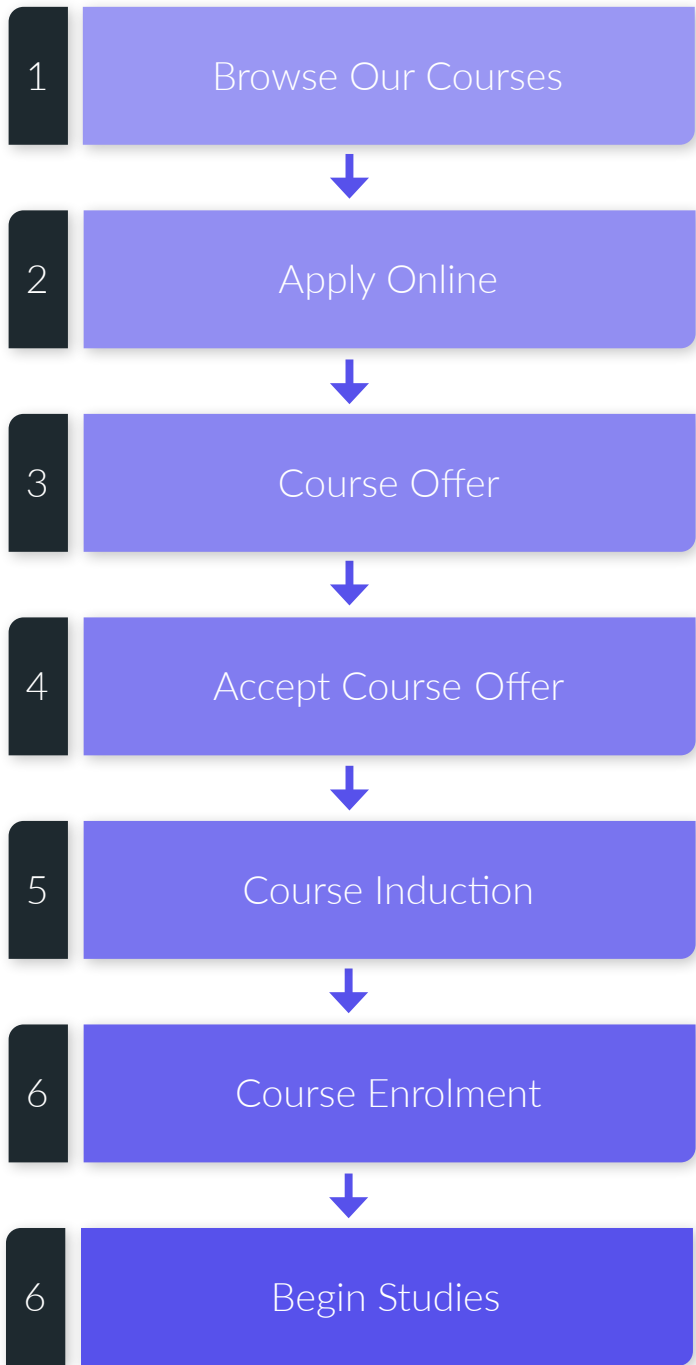 1
Browse Our Courses
2
Apply Online
3
Course Offer
4
Accept Course Offer
5
Course Induction
6
Course Enrolment
6
Begin Studies